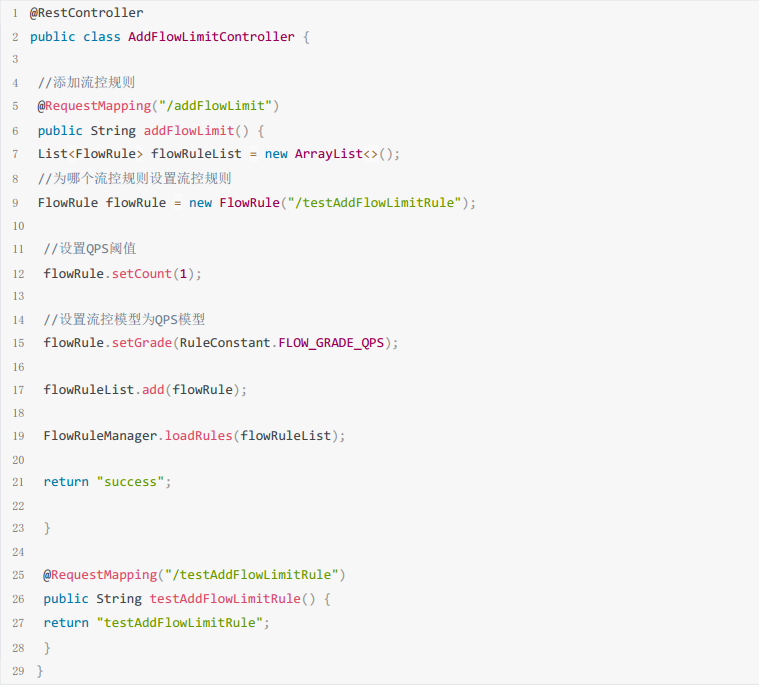 1 @RestController
2 public class AddFlowLimitController {
3
4 //添加流控规则
5 @RequestMapping("/addFlowLimit")
6 public String addFlowLimit() {
7 List<FlowRule> flowRuleList = new ArrayList<>();
8 //为哪个流控规则设置流控规则
9 FlowRule flowRule = new FlowRule("/testAddFlowLimitRule");
10
11 //设置QPS阈值
12 flowRule.setCount(1);
13
14 //设置流控模型为QPS模型
15 flowRule.setGrade(RuleConstant.FLOW_GRADE_QPS);
16
17 flowRuleList.add(flowRule);
18
19 FlowRuleManager.loadRules(flowRuleList);
20
21 return "success";
22
23 }
24
25 @RequestMapping("/testAddFlowLimitRule")
26 public String testAddFlowLimitRule() {
27 return "testAddFlowLimitRule";
28 }
29 }